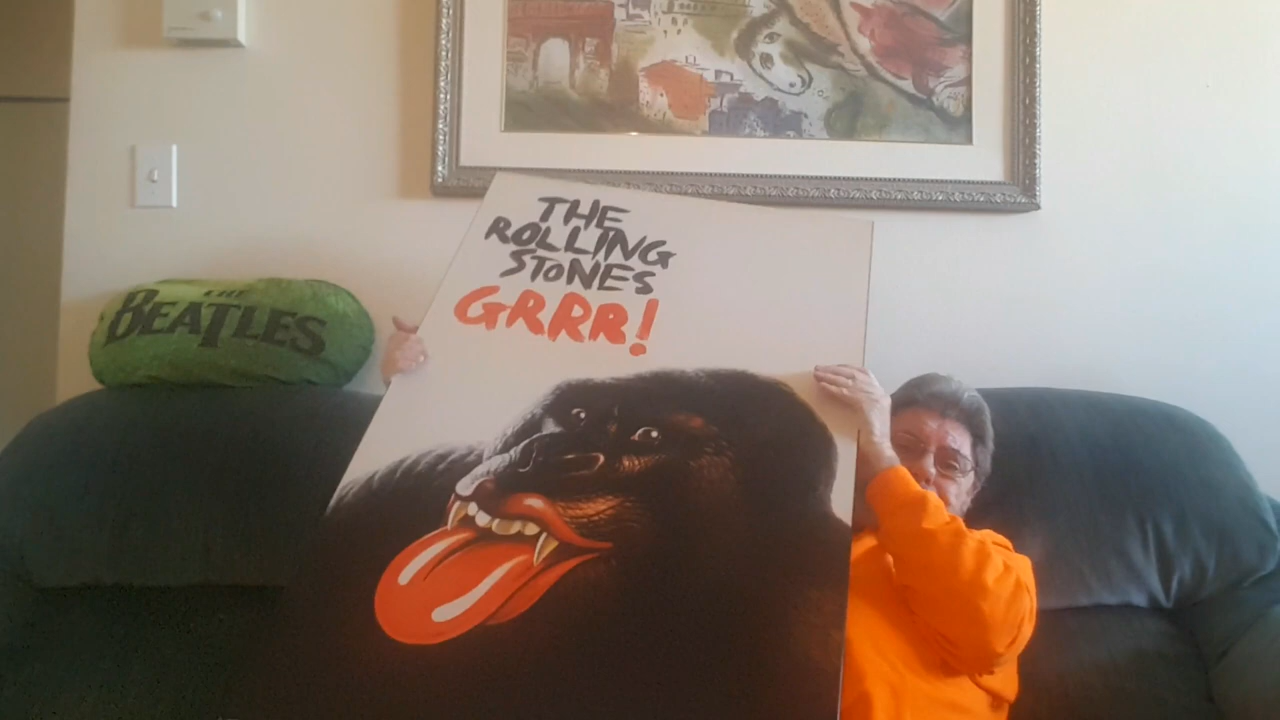 THE
ROLLING
STONES
GRRR!
THE
BEATLES